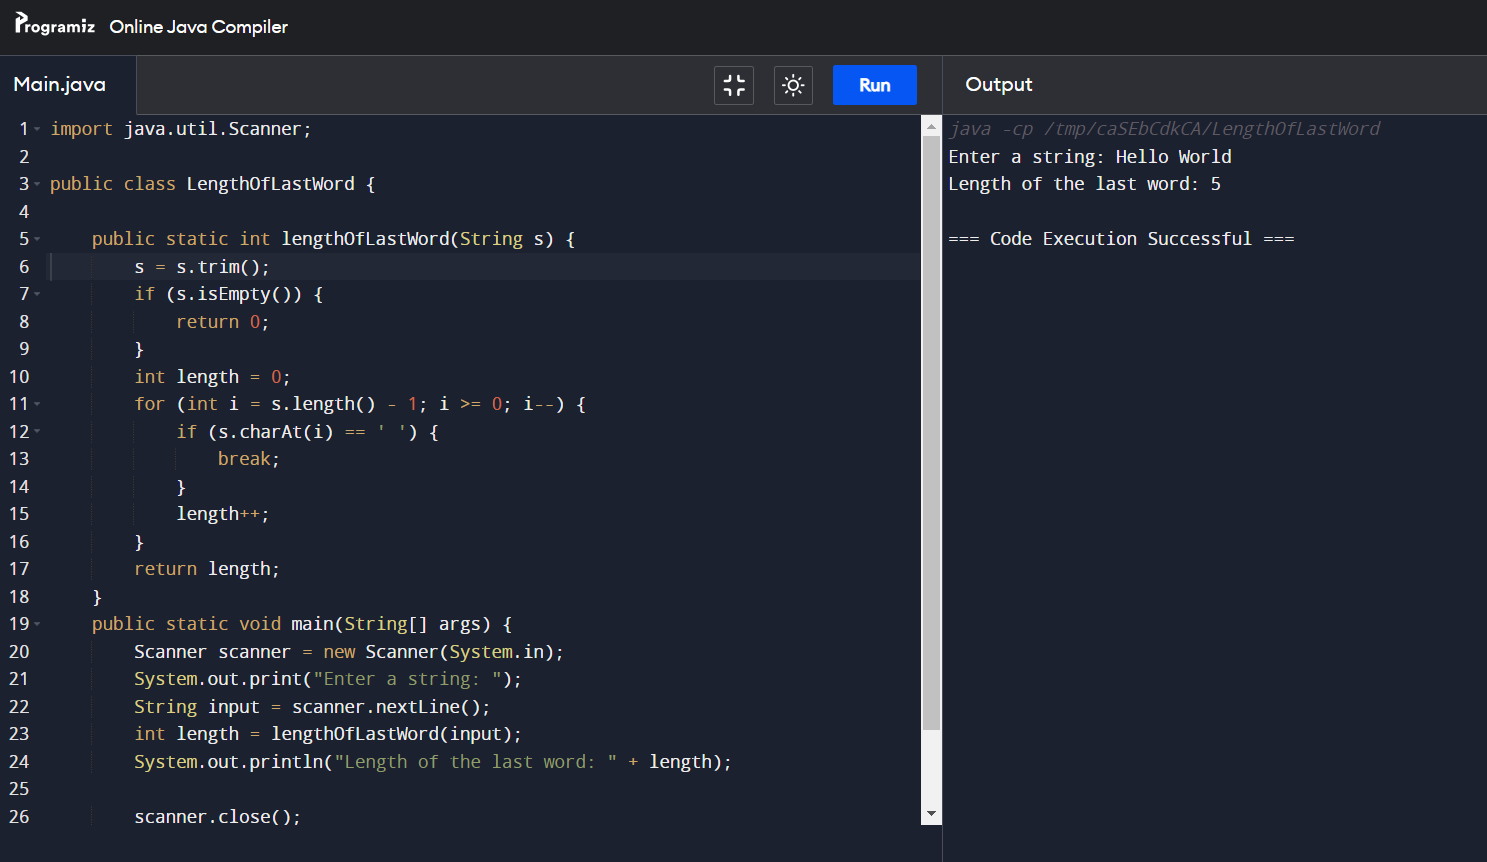 Programiz Online Java Compiler
Main.java
Run
Output
1 import java.util.Scanner;
2
3 public class LengthOfLastWord {
4
5     public static int lengthOfLastWord(String s) {
6         s = s.trim();
7         if (s.isEmpty()) {
8             return 0;
9         }
10         int length = 0;
11         for (int i = s.length() - 1; i >= 0; i--) {
12             if (s.charAt(i) == ' ') {
13                 break;
14             }
15             length++;
16         }
17         return length;
18     }
19     public static void main(String[] args) {
20         Scanner scanner = new Scanner(System.in);
21         System.out.print("Enter a string: ");
22         String input = scanner.nextLine();
23         int length = lengthOfLastWord(input);
24         System.out.println("Length of the last word: " + length);
25
26         scanner.close();
java -cp /tmp/caSEbCdkCA/LengthOfLastWord
Enter a string: Hello World
Length of the last word: 5
=== Code Execution Successful ===